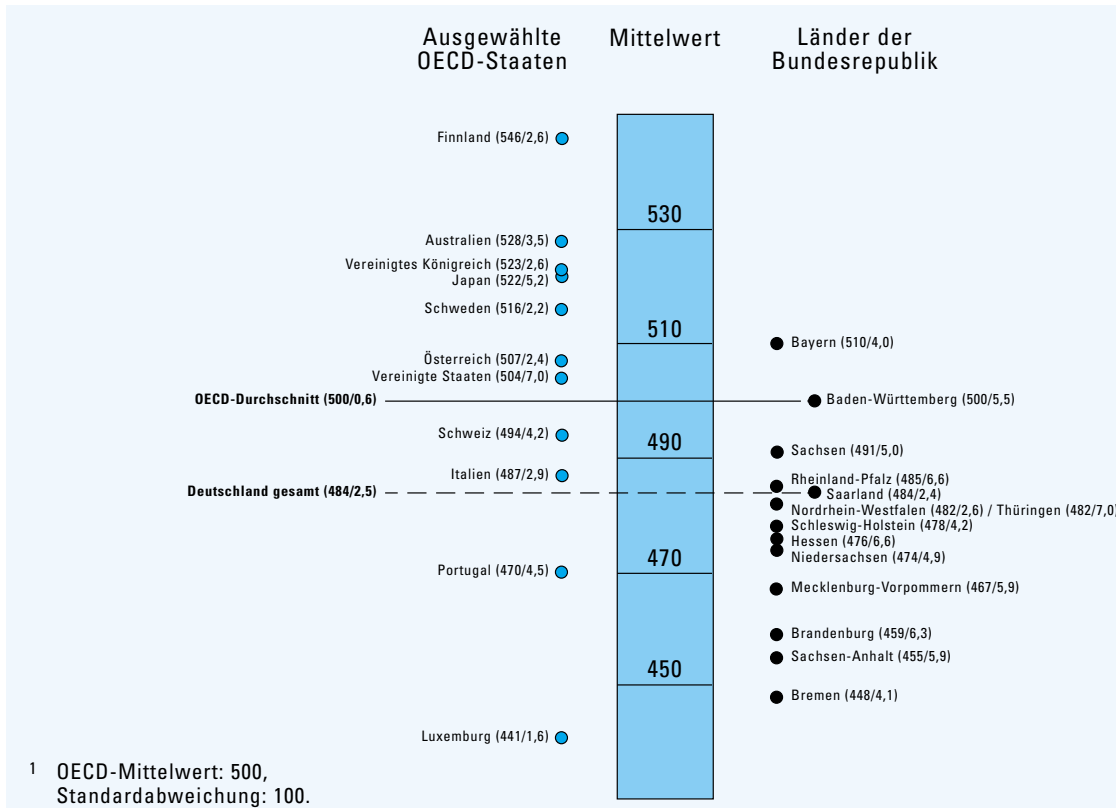 Ausgewählte
OECD-Staaten
Mittelwert
Länder der
Bundesrepublik
Finnland (546/2,6)
530
Australien (528/3,5)
Vereinigtes Königreich (523/2,6)
Japan (522/5,2)
Schweden (516/2,2)
510
Bayern (510/4,0)
Österreich (507/2,4)
Vereinigte Staaten (504/7,0)
OECD-Durchschnitt (500/0,6)
Baden-Württemberg (500/5,5)
Schweiz (494/4,2)
490
Sachsen (491/5,0)
Italien (487/2,9)
Rheinland-Pfalz (485/6,6)
Deutschland gesamt (484/2,5)
Saarland (484/2,4)
Nordrhein-Westfalen (482/2,6) / Thüringen (482/7,0)
Schleswig-Holstein (478/4,2)
Hessen (476/6,6)
Niedersachsen (474/4,9)
Portugal (470/4,5)
470
Mecklenburg-Vorpommern (467/5,9)
Brandenburg (459/6,3)
Sachsen-Anhalt (455/5,9)
450
Bremen (448/4,1)
Luxemburg (441/1,6)
1 OECD-Mittelwert: 500,
Standardabweichung: 100.